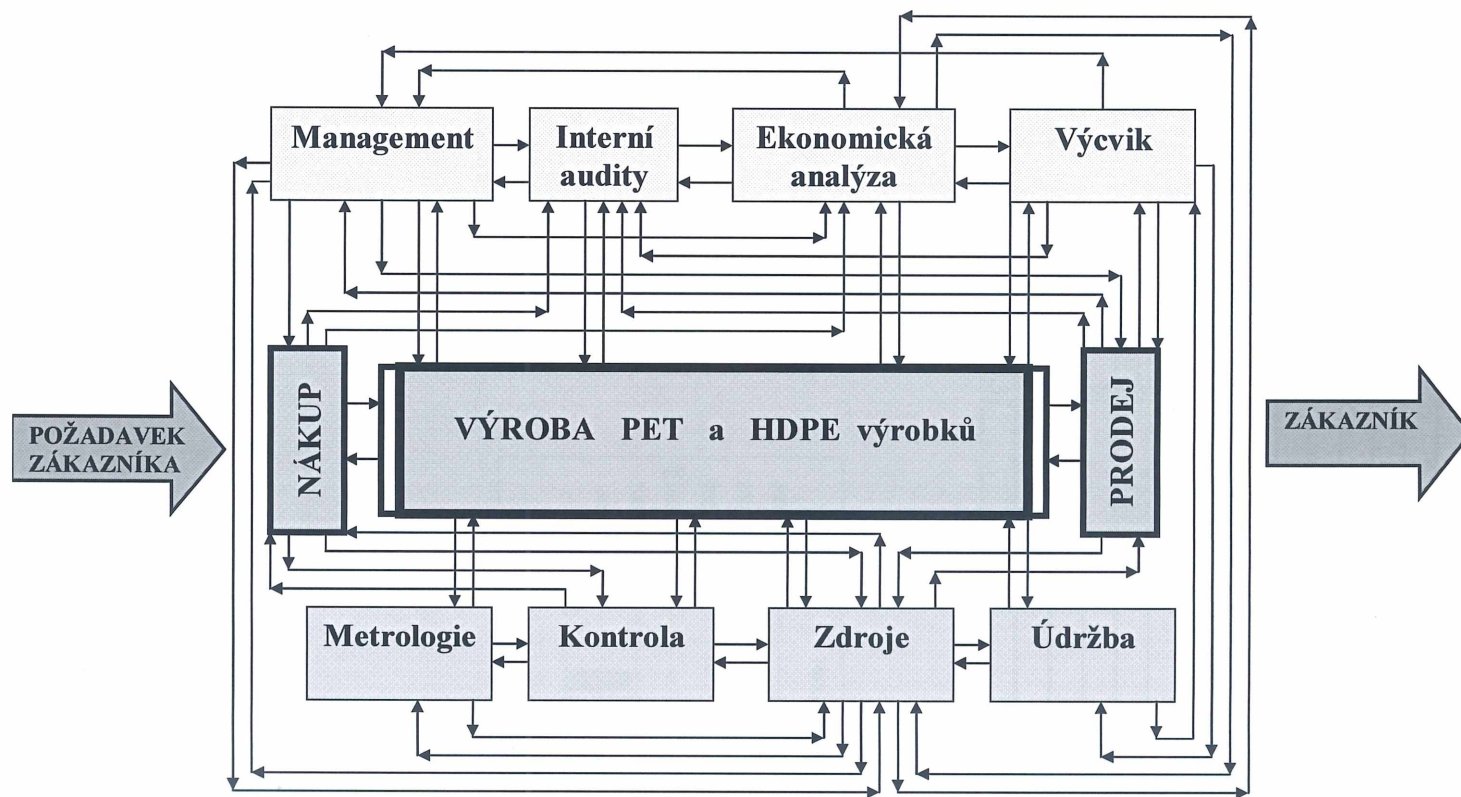 Management
Interní
audity
Ekonomická
analýza
Výcvik
POŽADAVEK
ZÁKAZNÍKA
NÁKUP
VÝROBA PET a HDPE výrobků
PRODEJ
ZÁKAZNÍK
Metrologie
Kontrola
Zdroje
Údržba